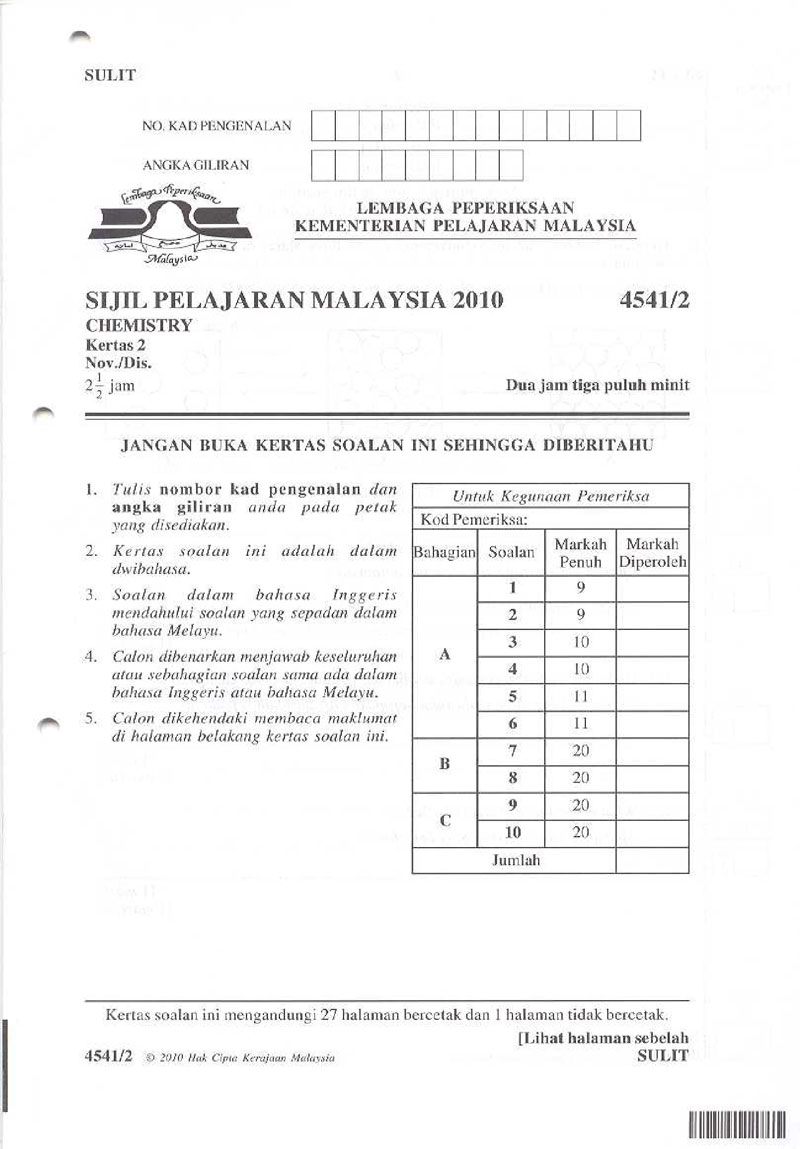 SULIT
NO. KAD PENGENALAN
ANGKA GILIRAN
Lembaga Peperiksaan
Malaysia
LEMBAGA PEPERIKSAAN
KEMENTERIAN PELAJARAN MALAYSIA
SIJIL PELAJARAN MALAYSIA 2010 4541/2
CHEMISTRY
Kertas 2
Nov./Dis.
2 1/2 jam Dua jam tiga puluh minit
JANGAN BUKA KERTAS SOALAN INI SEHINGGA DIBERITAHU
1. Tulis nombor kad pengenalan dan
angka giliran anda pada petak
yang disediakan.
2. Kertas soalan ini adalah dalam
dwibahasa.
3. Soalan dalam bahasa Inggeris
mendahului soalan yang sepadan dalam
bahasa Melayu.
4. Calon dibenarkan menjawab keseluruhan
atau sebahagian soalan sama ada dalam
bahasa Inggeris atau bahasa Melayu.
5. Calon dikehendaki membaca maklumat
di halaman belakang kertas soalan ini.
Untuk Kegunaan Pemeriksa
Kod Pemeriksa:
Bahagian Soalan Markah Penuh Markah Diperoleh
A
1 9
2 9
3 10
4 10
5 11
6 11
B
7 20
8 20
C
9 20
10 20
Jumlah
Kertas soalan ini mengandungi 27 halaman bercetak dan 1 halaman tidak bercetak.
[Lihat halaman sebelah
4541/2 © 2010 Hak Cipta Kerajaan Malaysia SULIT